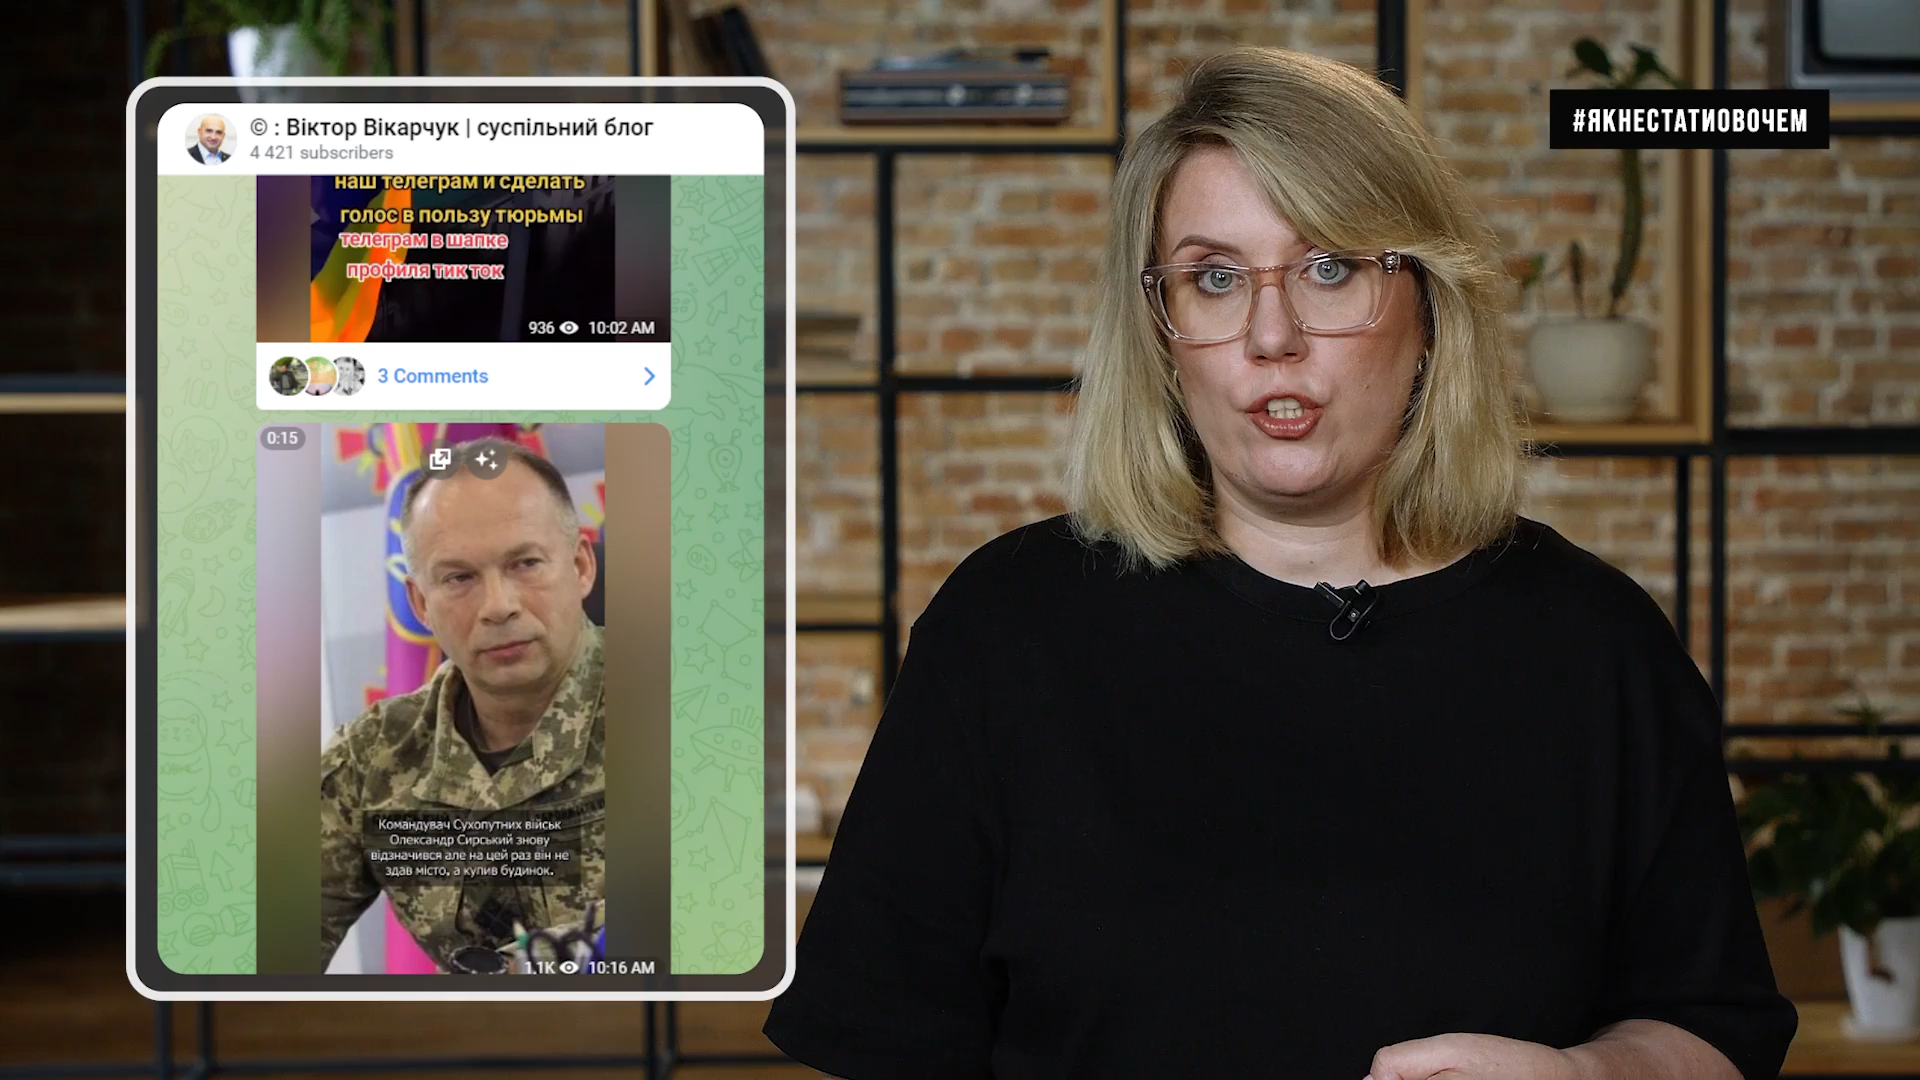 © : Віктор Вікарчук | суспільний блог
4 421 subscribers
#ЯКНЕСТАТИОВОЧЕМ
наш телеграм и сделать
голос в пользу тюрьмы
телеграм в шапке
профиля тик ток
936 10:02 AM
3 Comments
0:15
Командувач Сухопутних військ
Олександр Сирський знову
відзначився але на цей раз він не
здав місто, а купив будинок.
1.1K 10:16 AM